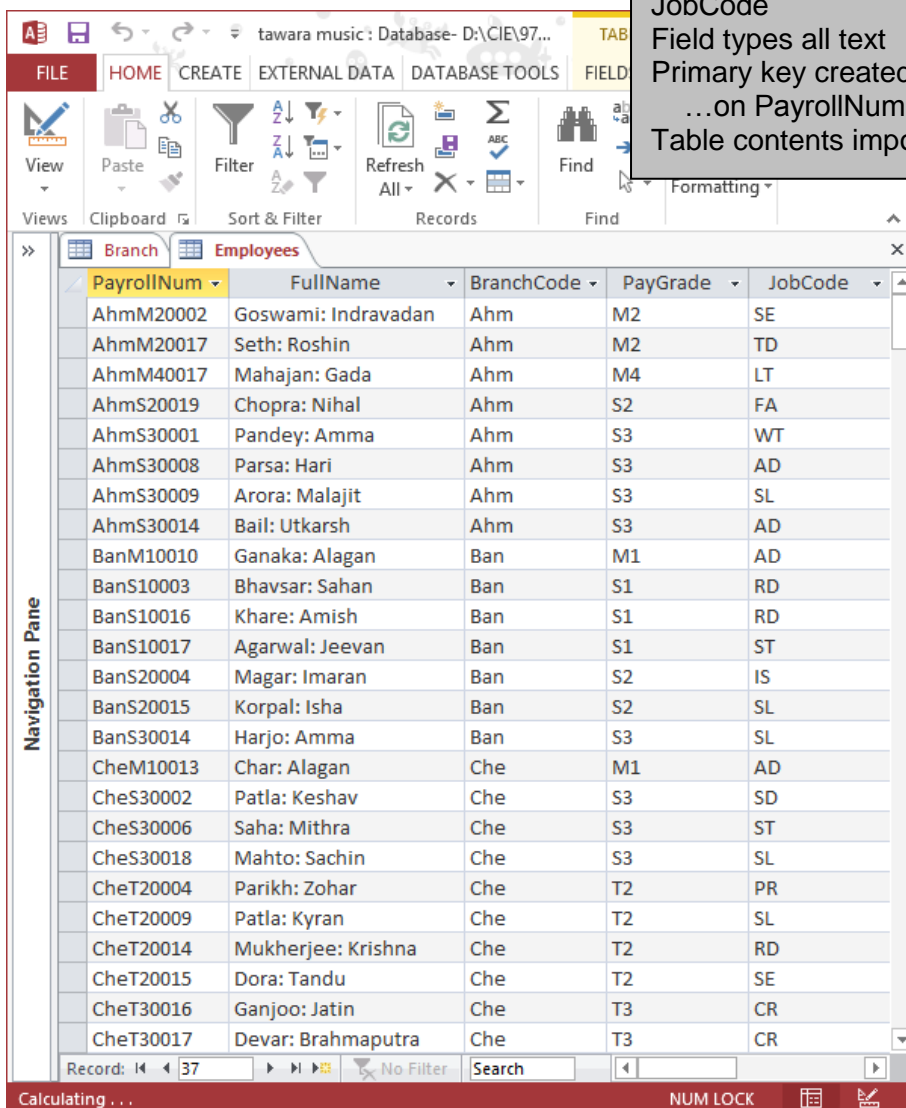 JobCode
Field types all text
Primary key created
…on PayrollNum
Table contents impo
tawara music : Database- D:\CIE\97... TAB
FILE HOME CREATE EXTERNAL DATA DATABASE TOOLS FIELD
View Paste Filter Refresh All Find Formatting
Views Clipboard Sort & Filter Records Find
Branch Employees
PayrollNum FullName BranchCode PayGrade JobCode
AhmM20002 Goswami: Indravadan Ahm M2 SE
AhmM20017 Seth: Roshin Ahm M2 TD
AhmM40017 Mahajan: Gada Ahm M4 LT
AhmS20019 Chopra: Nihal Ahm S2 FA
AhmS30001 Pandey: Amma Ahm S3 WT
AhmS30008 Parsa: Hari Ahm S3 AD
AhmS30009 Arora: Malajit Ahm S3 SL
AhmS30014 Bail: Utkarsh Ahm S3 AD
BanM10010 Ganaka: Alagan Ban M1 AD
BanS10003 Bhavsar: Sahan Ban S1 RD
BanS10016 Khare: Amish Ban S1 RD
BanS10017 Agarwal: Jeevan Ban S1 ST
BanS20004 Magar: Imaran Ban S2 IS
BanS20015 Korpal: Isha Ban S2 SL
BanS30014 Harjo: Amma Ban S3 SL
CheM10013 Char: Alagan Che M1 AD
CheS30002 Patla: Keshav Che S3 SD
CheS30006 Saha: Mithra Che S3 ST
CheS30018 Mahto: Sachin Che S3 SL
CheT20004 Parikh: Zohar Che T2 PR
CheT20009 Patla: Kyran Che T2 SL
CheT20014 Mukherjee: Krishna Che T2 RD
CheT20015 Dora: Tandu Che T2 SE
CheT30016 Ganjoo: Jatin Che T3 CR
CheT30017 Devar: Brahmaputra Che T3 CR
Navigation Pane
Record: 37 No Filter Search
Calculating . . . NUM LOCK